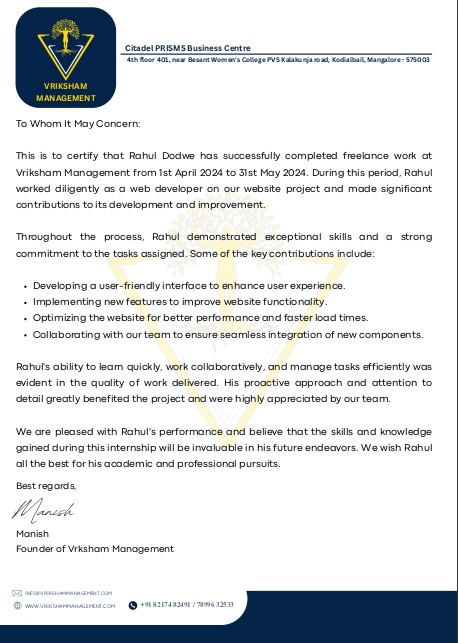 VRIKSHAM
MANAGEMENT
Citadel PRISMS Business Centre
4th floor 401, near Besant Women's College PVS Kalakunja road, Kodialbail, Mangalore - 575003
To Whom It May Concern:
This is to certify that Rahul Dodwe has successfully completed freelance work at
Vriksham Management from 1st April 2024 to 31st May 2024. During this period, Rahul
worked diligently as a web developer on our website project and made significant
contributions to its development and improvement.
Throughout the process, Rahul demonstrated exceptional skills and a strong
commitment to the tasks assigned. Some of the key contributions include:
• Developing a user-friendly interface to enhance user experience.
• Implementing new features to improve website functionality.
• Optimizing the website for better performance and faster load times.
• Collaborating with our team to ensure seamless integration of new components.
Rahul's ability to learn quickly, work collaboratively, and manage tasks efficiently was
evident in the quality of work delivered. His proactive approach and attention to
detail greatly benefited the project and were highly appreciated by our team.
We are pleased with Rahul's performance and believe that the skills and knowledge
gained during this internship will be invaluable in his future endeavors. We wish Rahul
all the best for his academic and professional pursuits.
Best regards,
Manish
Manish
Founder of Vrksham Management
INFO@VRIKSHAMMANAGEMENT.COM
WWW.VRIKSHAMMANAGEMENT.COM
+91 82174 82491 / 78996 32533